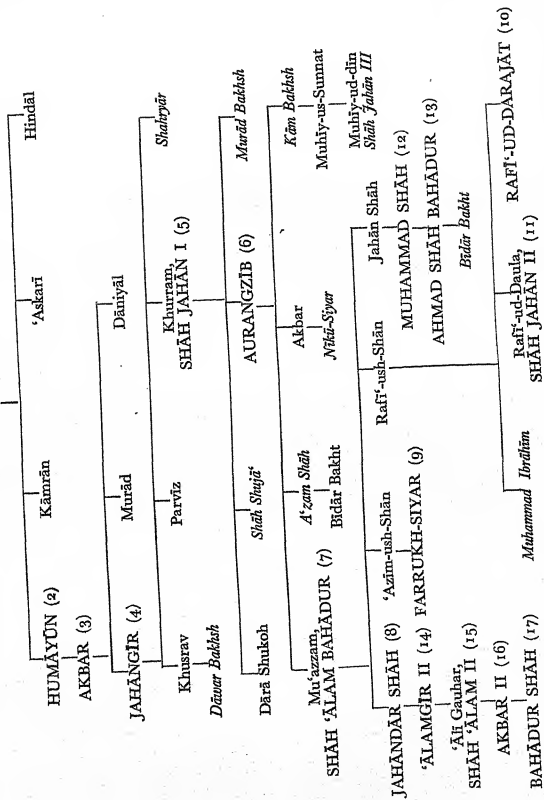 HUMĀYŪN (2)
Kāmrān
‘Askarī
Hindāl
AKBAR (3)
JAHĀNGĪR (4)
Murād
Dāniyāl
Khusrav
Parvīz
Khurram,
SHĀH JAHĀN I (5)
Shahryār
Dāwar Bakhsh
Dārā Shukoh
Shāh Shujā‘
AURANGZĪB (6)
Murād Bakhsh
Mu‘azzam,
SHĀH ‘ĀLAM BAHĀDUR (7)
A‘zam Shāh
Akbar
Kām Bakhsh
Bīdār Bakht
Nīkū-Siyar
Muhīy-us-Sunnat
Muhīy-ud-dīn
Shāh Jahān III
JAHĀNDĀR SHĀH (8)
‘Azīm-ush-Shān
Rafī‘-ush-Shān
Jahān Shāh
‘ĀLAMGĪR II (14)
FARRUKH-SIYAR (9)
MUHAMMAD SHĀH (12)
‘Ālī Gauhar,
SHĀH ‘ĀLAM II (15)
AHMAD SHĀH BAHĀDUR (13)
AKBAR II (16)
Bīdār Bakht
BAHĀDUR SHĀH (17)
Muhammad Ibrāhīm
Rafī‘-ud-Daula,
SHĀH JAHĀN II (11)
RAFĪ‘-UD-DARAJĀT (10)